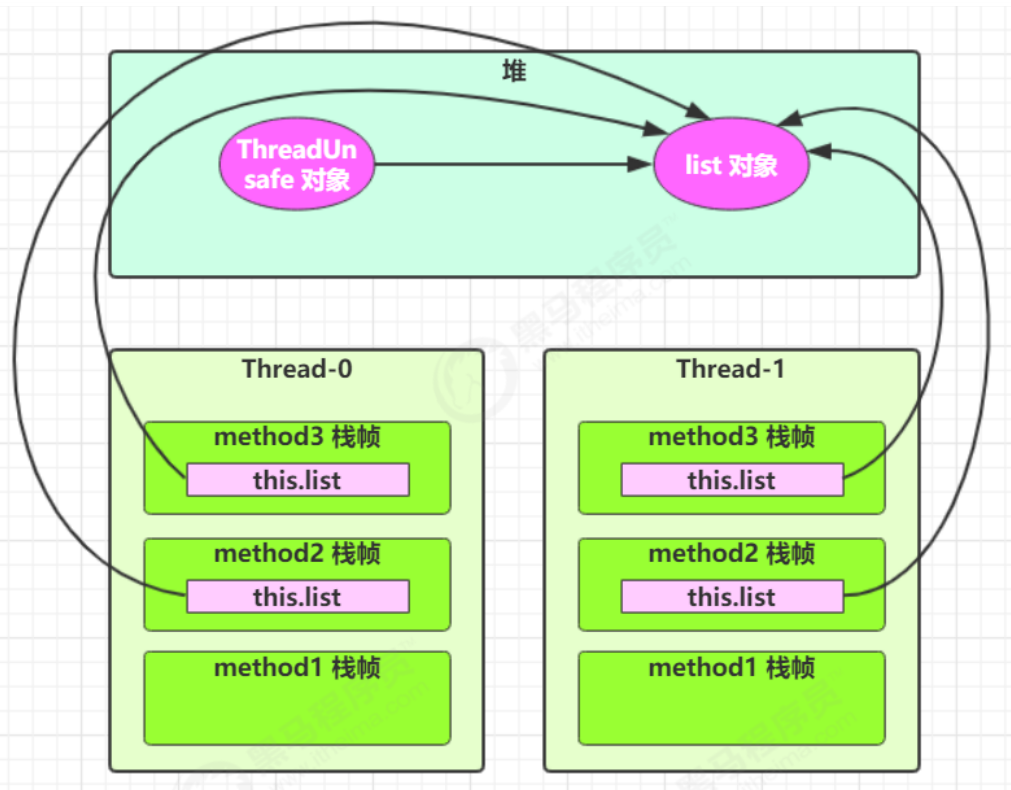 堆
ThreadUn
safe 对象
list 对象
黑马程序员
www.itheima.com
Thread-0
method3 栈帧
this.list
method2 栈帧
this.list
method1 栈帧
Thread-1
method3 栈帧
this.list
method2 栈帧
this.list
method1 栈帧
黑马程序员
www.itheima.com
黑马程序员
www.itheima.com